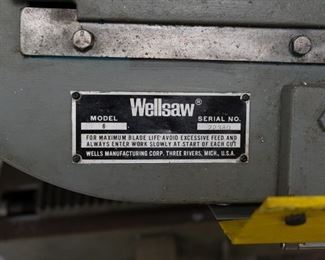 Wellsaw®
MODEL SERIAL NO.
8
FOR MAXIMUM BLADE LIFE AVOID EXCESSIVE FEED AND
ALWAYS ENTER WORK SLOWLY AT START OF EACH CUT
WELLS MANUFACTURING CORP. THREE RIVERS, MICH., U.S.A.